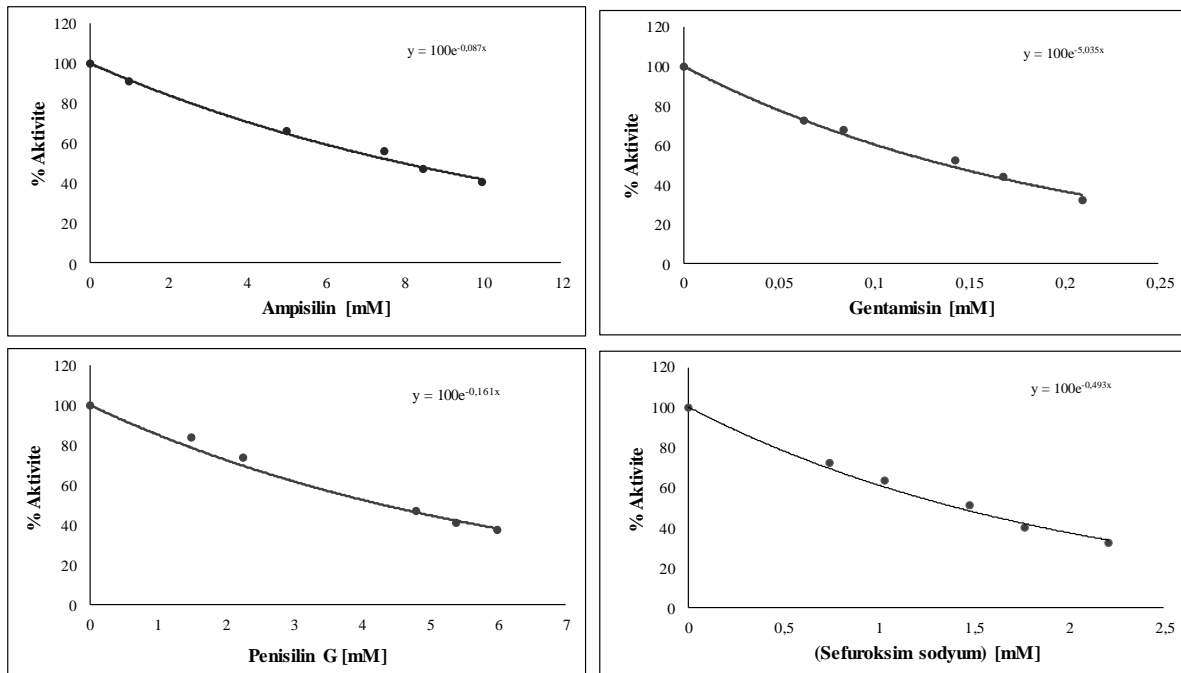 120
100
80
60
40
20
0
% Aktivite
y = 100e-0,087x
0 2 4 6 8 10 12
Ampisilin [mM]
120
100
80
60
40
20
0
% Aktivite
y = 100e-5,035x
0 0,05 0,1 0,15 0,2 0,25
Gentamisin [mM]
120
100
80
60
40
20
0
% Aktivite
y = 100e-0,161x
0 1 2 3 4 5 6 7
Penisilin G [mM]
120
100
80
60
40
20
0
% Aktivite
y = 100e-0,493x
0 0,5 1 1,5 2 2,5
(Sefuroksim sodyum) [mM]